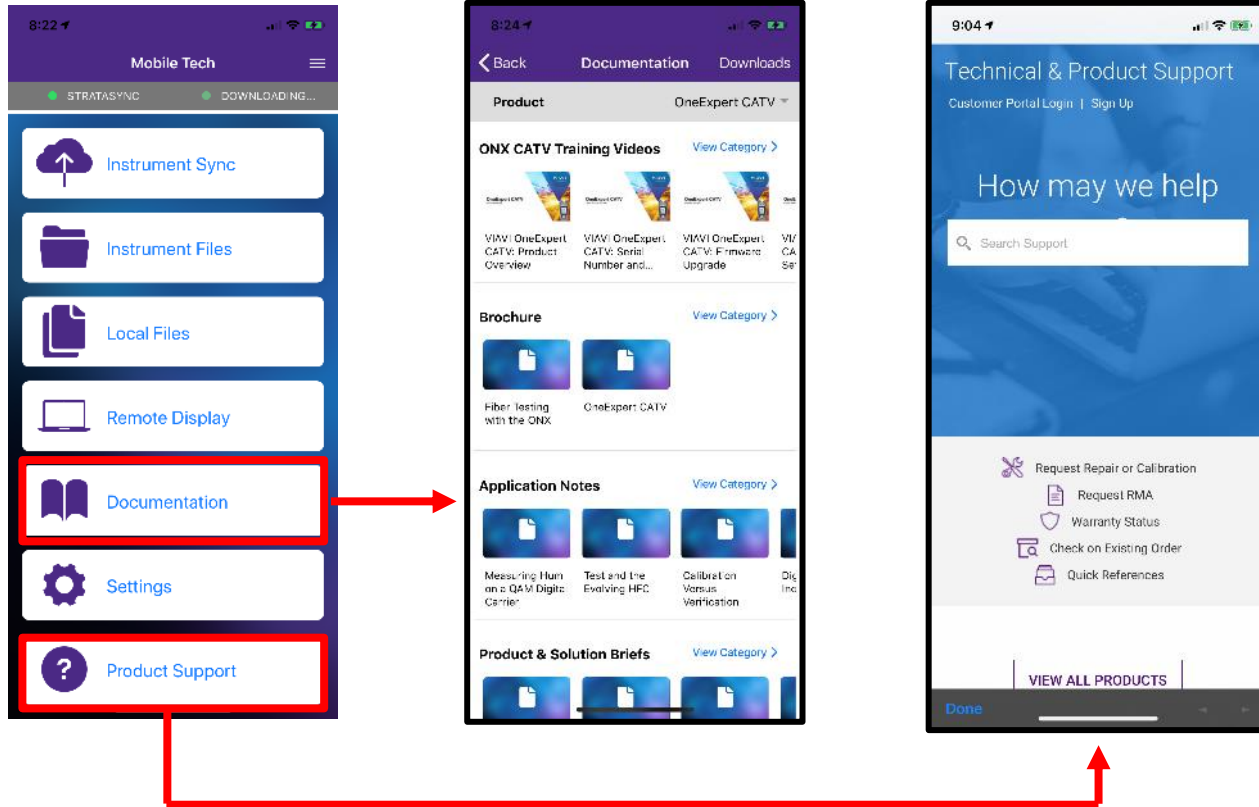 8:22
Mobile Tech
STRATASYNC
DOWNLOADING...
Instrument Sync
Instrument Files
Local Files
Remote Display
Documentation
Settings
?
Product Support
8:24
Back
Documentation
Downloads
Product
OneExpert CATV
ONX CATV Training Videos
View Category >
VIAVI OneExpert
CATV: Product
Overview
VIAVI OneExpert
CATV: Serial
Number and...
VIAVI OneExpert
CATV: Firmware
Upgrade
Brochure
View Category >
Fiber Testing
with the ONX
OneExpert CATV
Application Notes
View Category >
Measuring Hum
on a QAM Digital
Carrier
Test and the
Evolving HFC
Calibration
Versus
Verification
Product & Solution Briefs
View Category >
9:04
Technical & Product Support
Customer Portal Login | Sign Up
How may we help
Search Support
Request Repair or Calibration
Request RMA
Warranty Status
Check on Existing Order
Quick References
VIEW ALL PRODUCTS
Done